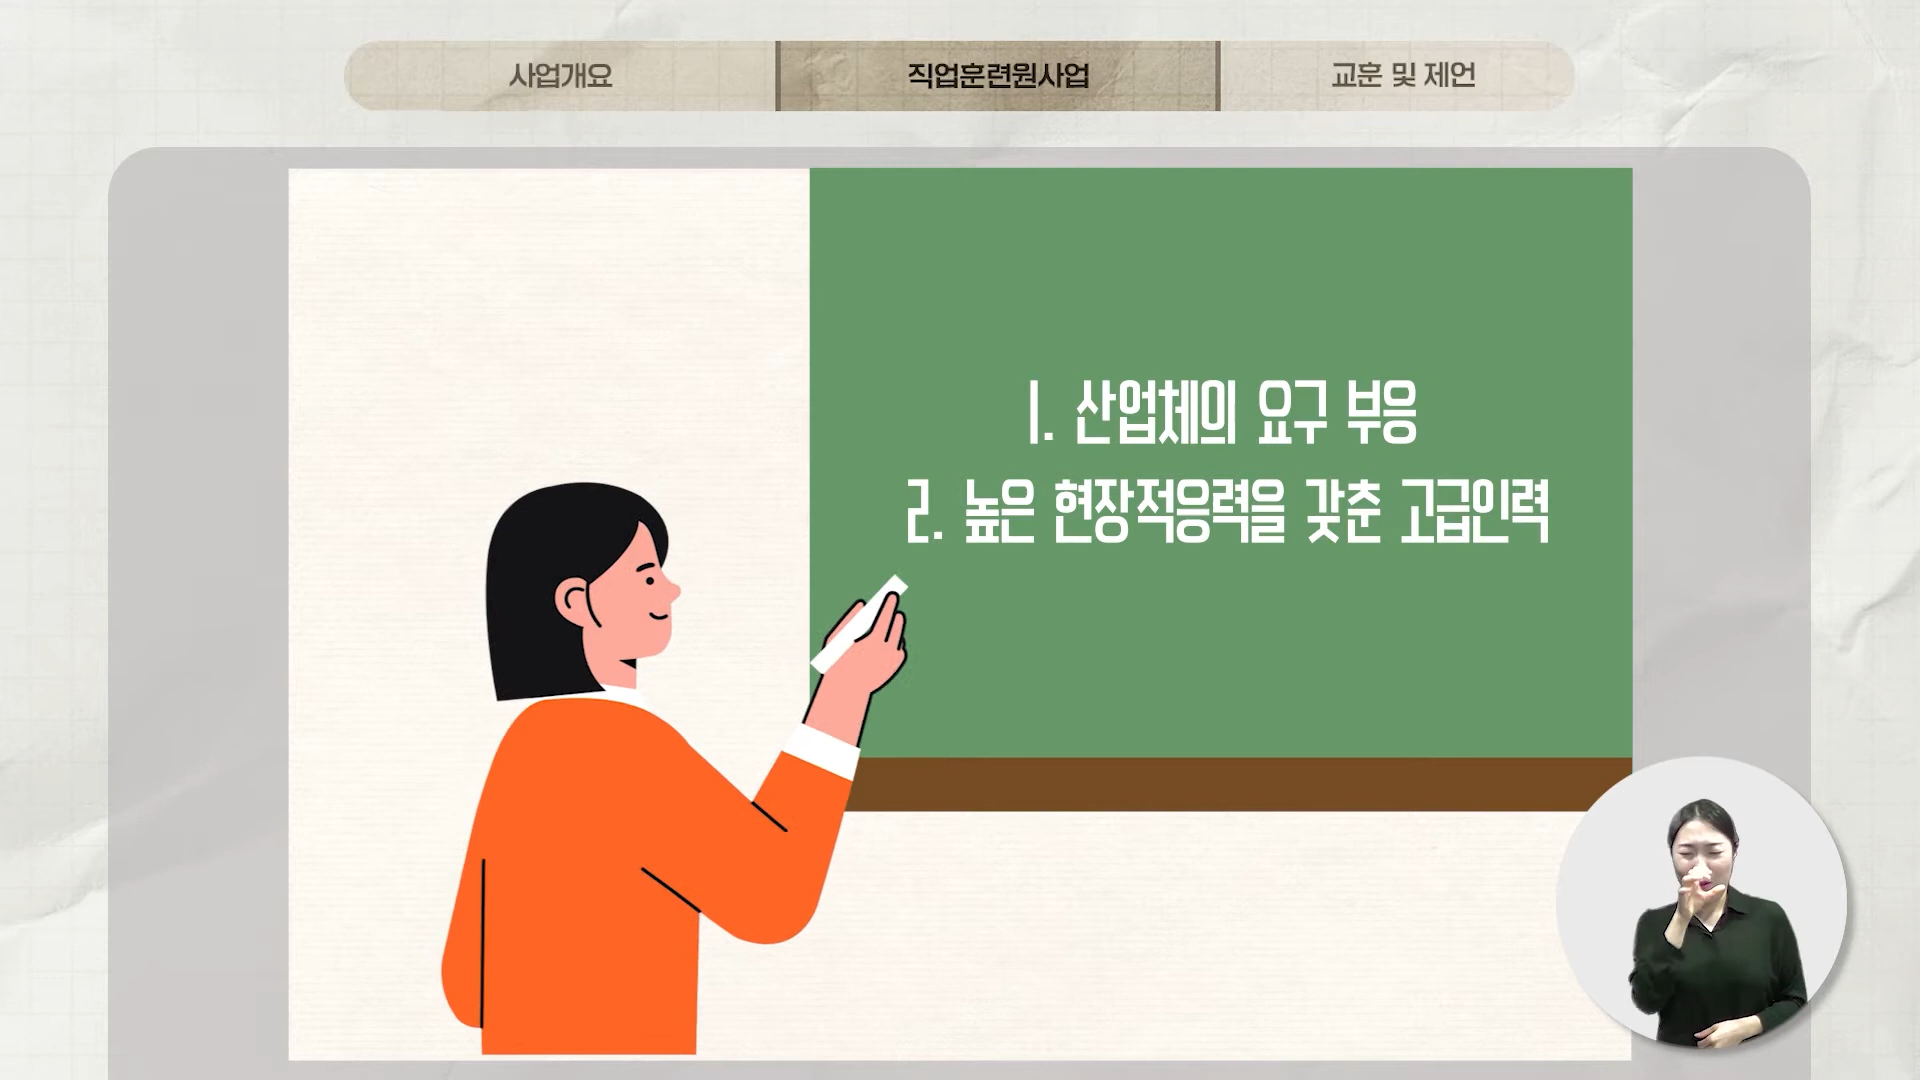 사업개요
직업훈련원사업
교훈 및 제언
1. 산업체의 요구 부응
2. 높은 현장적응력을 갖춘 고급인력